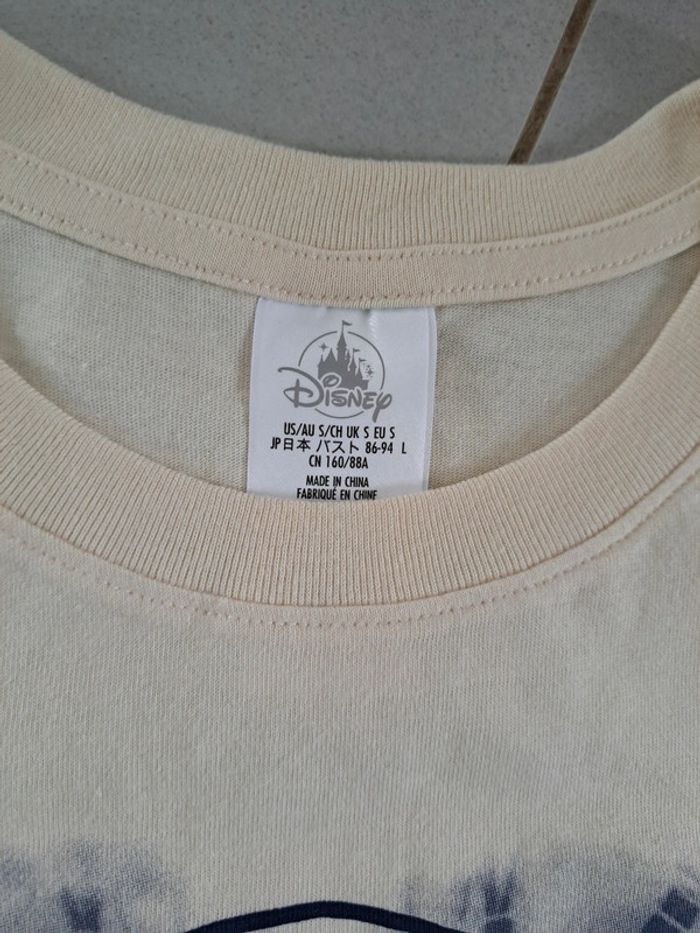 Disney
US/AU S/CH UK S EU S
JP日本 バスト 86-94 L
CN 160/88A
MADE IN CHINA
FABRIQUÉ EN CHINE